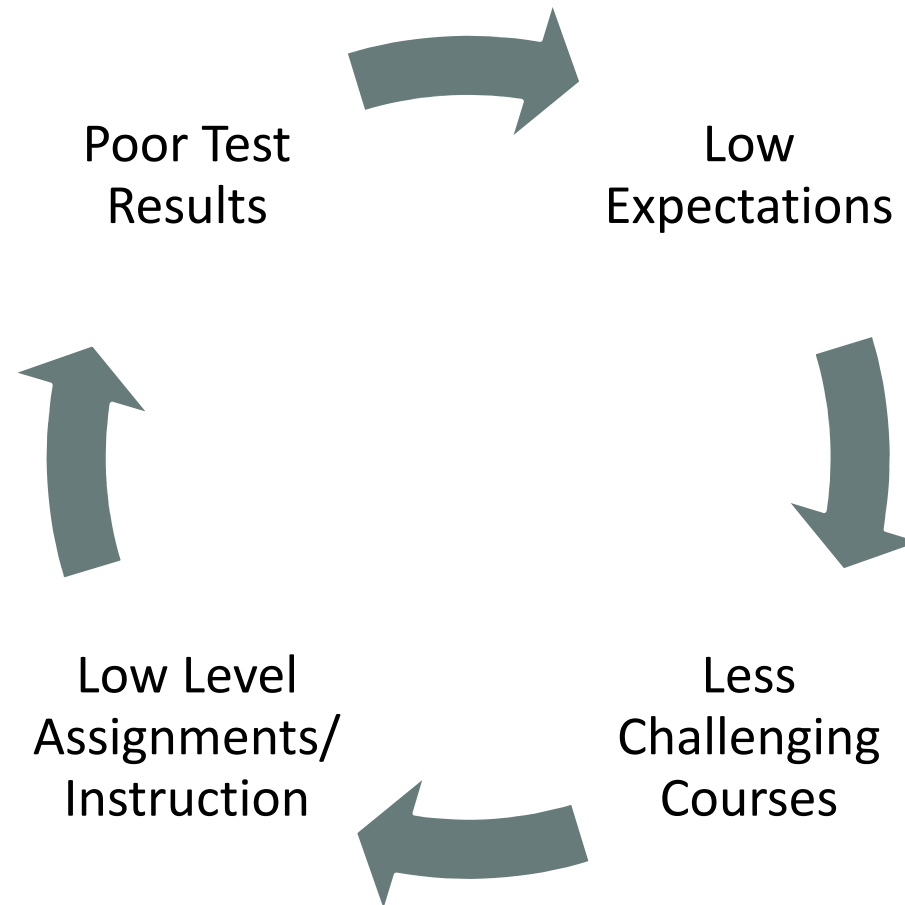 Poor Test
Results
Low
Expectations
Low Level
Assignments/
Instruction
Less
Challenging
Courses